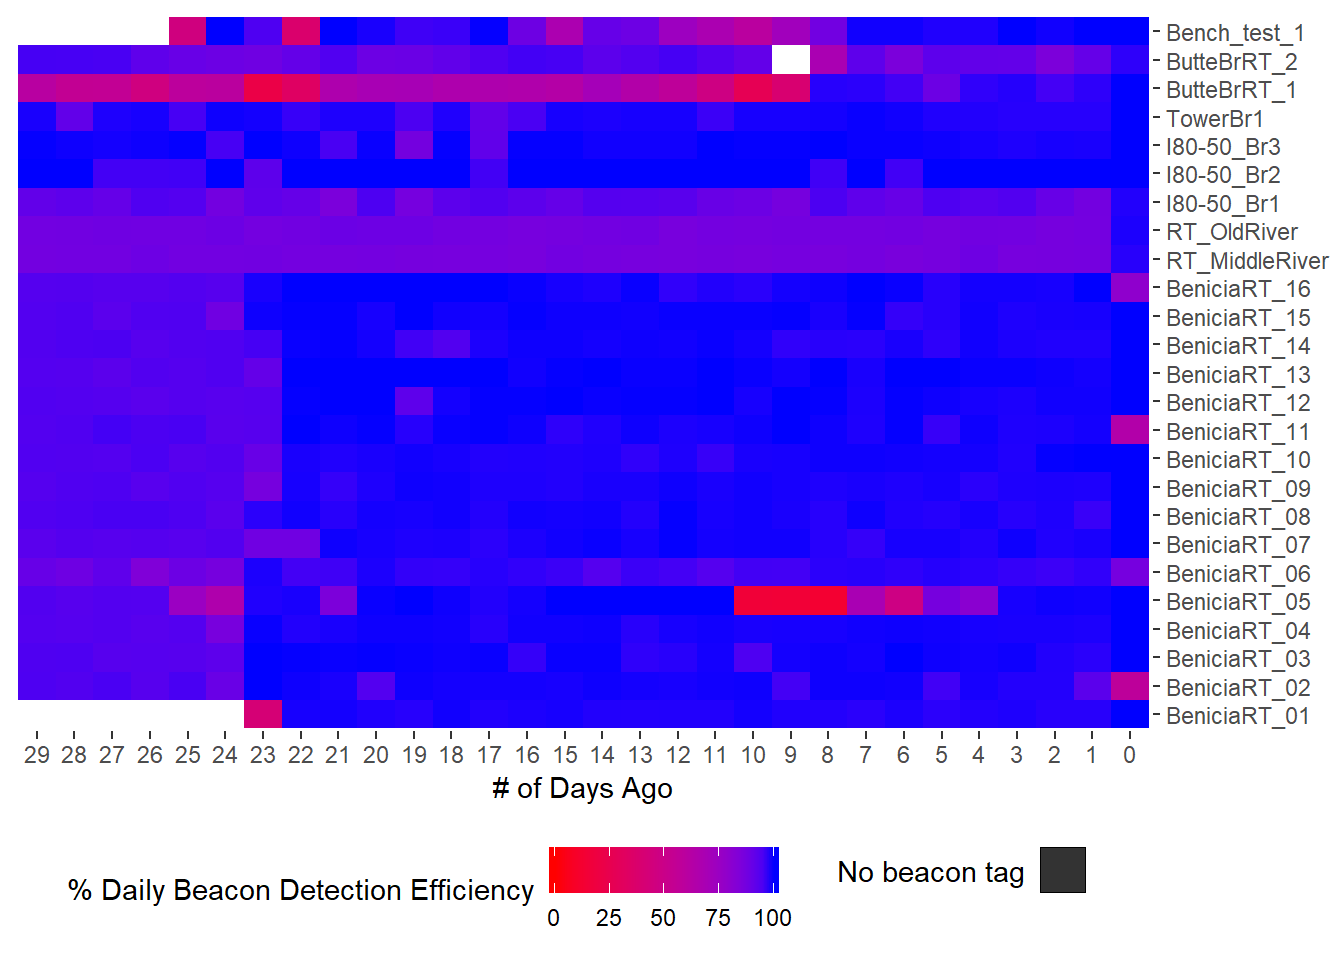 Bench_test_1
ButteBrRT_2
ButteBrRT_1
TowerBr1
I80-50_Br3
I80-50_Br2
I80-50_Br1
RT_OldRiver
RT_MiddleRiver
BeniciaRT_16
BeniciaRT_15
BeniciaRT_14
BeniciaRT_13
BeniciaRT_12
BeniciaRT_11
BeniciaRT_10
BeniciaRT_09
BeniciaRT_08
BeniciaRT_07
BeniciaRT_06
BeniciaRT_05
BeniciaRT_04
BeniciaRT_03
BeniciaRT_02
BeniciaRT_01
29 28 27 26 25 24 23 22 21 20 19 18 17 16 15 14 13 12 11 10 9 8 7 6 5 4 3 2 1 0
# of Days Ago
% Daily Beacon Detection Efficiency
0 25 50 75 100
No beacon tag